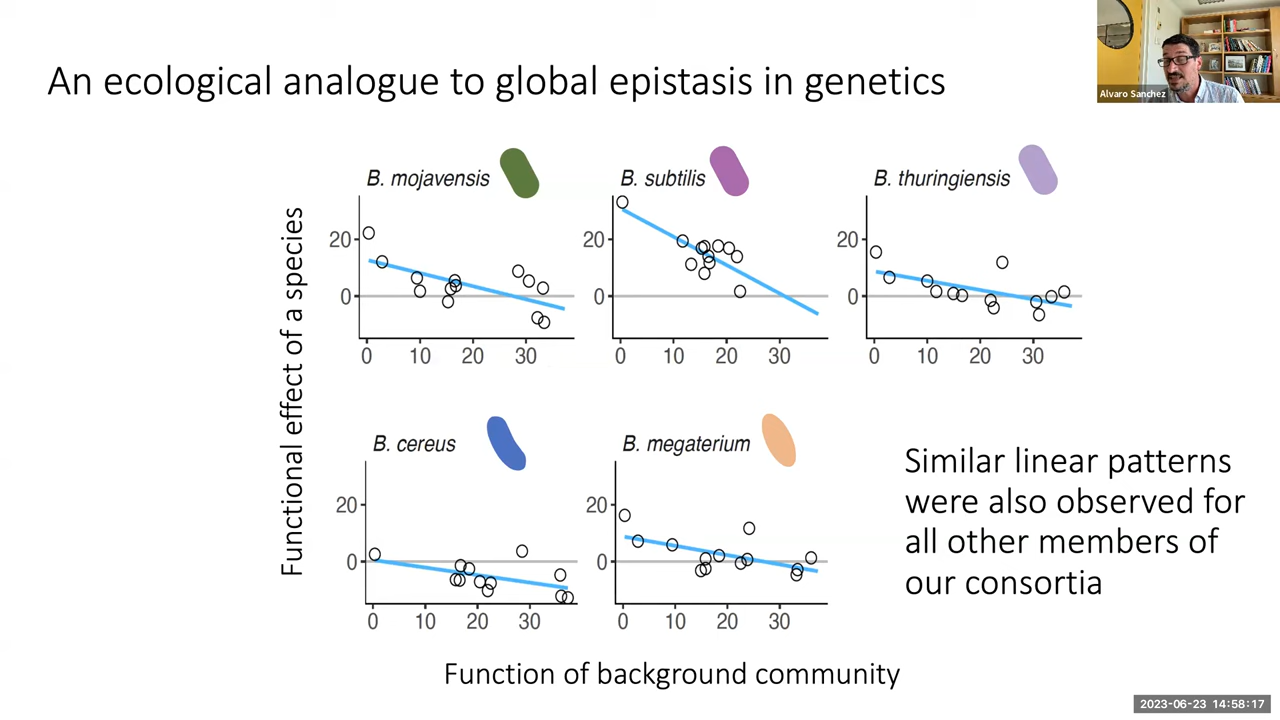 An ecological analogue to global epistasis in genetics
Alvaro Sanchez
Functional effect of a species
B. mojavensis
20
0
0 10 20 30
B. subtilis
20
0
0 10 20 30
B. thuringiensis
20
0
0 10 20 30
B. cereus
20
0
0 10 20 30
B. megaterium
20
0
0 10 20 30
Similar linear patterns
were also observed for
all other members of
our consortia
Function of background community
2023-06-23 14:58:17